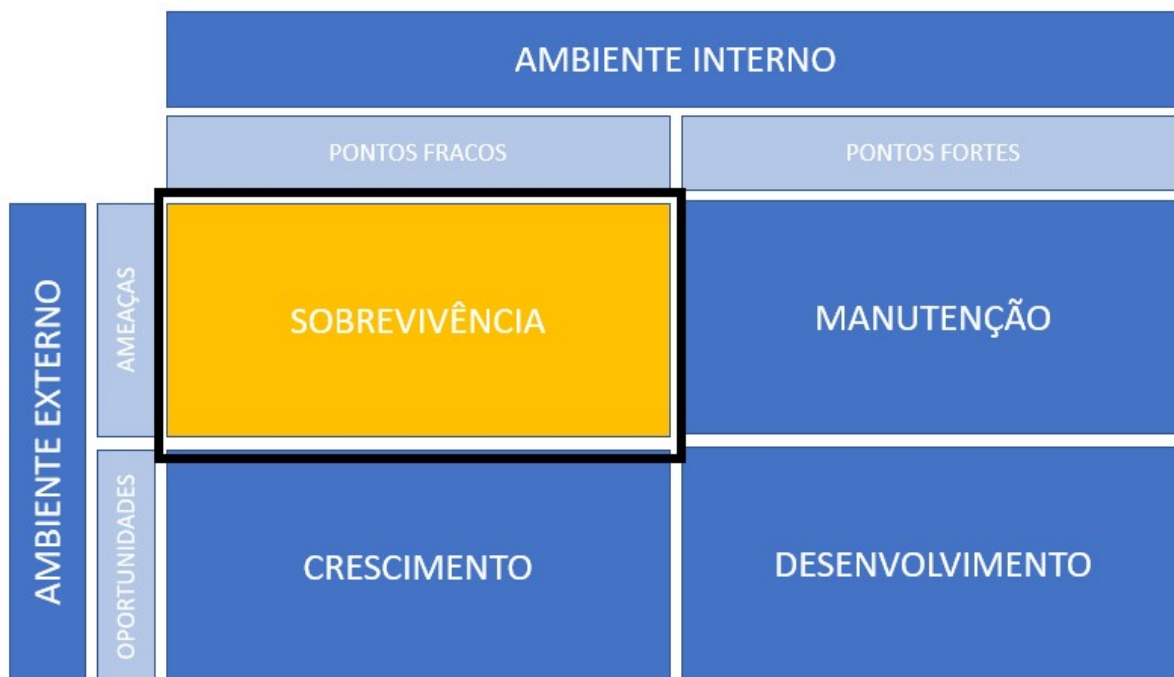 AMBIENTE INTERNO
PONTOS FRACOS
PONTOS FORTES
AMBIENTE EXTERNO
AMEAÇAS
SOBREVIVÊNCIA
MANUTENÇÃO
OPORTUNIDADES
CRESCIMENTO
DESENVOLVIMENTO